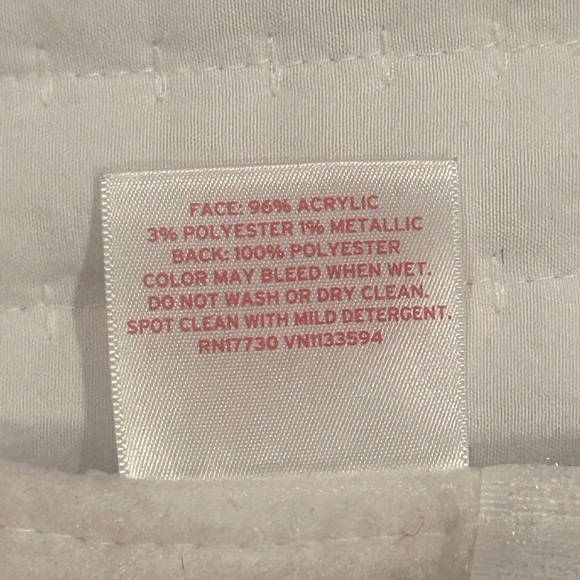 FACE: 96% ACRYLIC
3% POLYESTER 1% METALLIC
BACK: 100% POLYESTER
COLOR MAY BLEED WHEN WET.
DO NOT WASH OR DRY CLEAN.
SPOT CLEAN WITH MILD DETERGENT.
RN17730 VN1133594